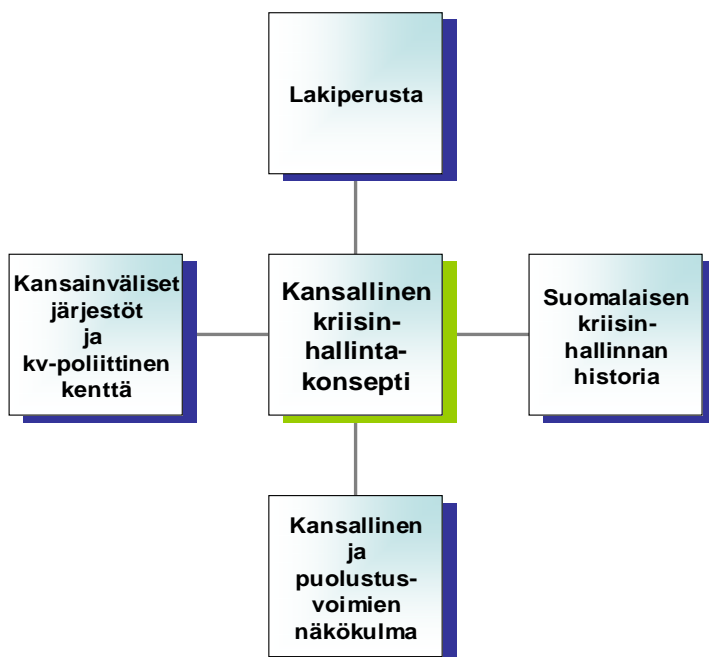 Lakiperusta
Kansainväliset
järjestöt
ja
kv-poliittinen
kenttä
Kansallinen
kriisin-
hallinta-
konsepti
Suomalaisen
kriisin-
hallinnan
historia
Kansallinen
ja
puolustus-
voimien
näkökulma